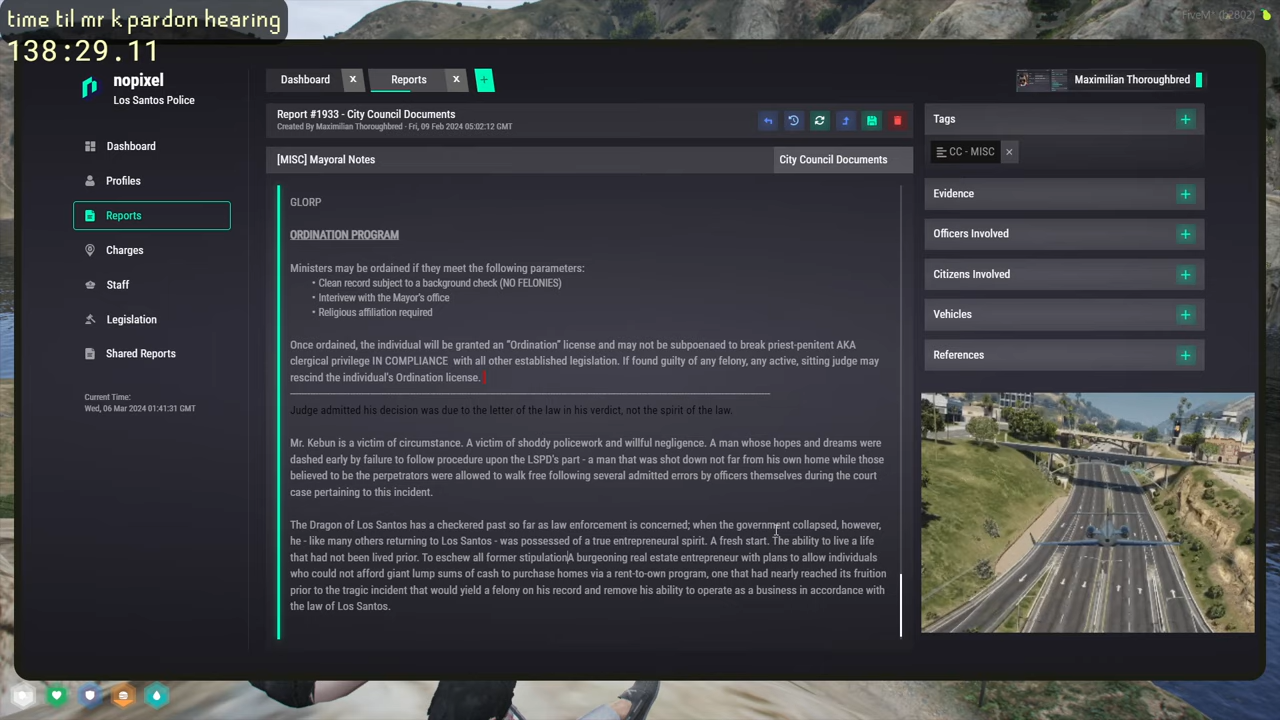 time til mr k pardon hearing
138:29.11
FiveM® (b2802)
nopixel
Los Santos Police
Dashboard
Profiles
Reports
Charges
Staff
Legislation
Shared Reports
Current Time:
Wed, 06 Mar 2024 01:41:31 GMT
Dashboard x Reports x +
Maximilian Thoroughbred
Report #1933 - City Council Documents
Created By Maximilian Thoroughbred · Fri, 09 Feb 2024 05:02:12 GMT
[MISC] Mayoral Notes
City Council Documents
GLORP
ORDINATION PROGRAM
Ministers may be ordained if they meet the following parameters:
• Clean record subject to a background check (NO FELONIES)
• Interivew with the Mayor's office
• Religious affiliation required
Once ordained, the individual will be granted an “Ordination” license and may not be subpoenaed to break priest-penitent AKA
clergical privilege IN COMPLIANCE with all other established legislation. If found guilty of any felony, any active, sitting judge may
rescind the individual's Ordination license.
Judge admitted his decision was due to the letter of the law in his verdict, not the spirit of the law.
Mr. Kebun is a victim of circumstance. A victim of shoddy policework and willful negligence. A man whose hopes and dreams were
dashed early by failure to follow procedure upon the LSPD's part - a man that was shot down not far from his own home while those
believed to be the perpetrators were allowed to walk free following several admitted errors by officers themselves during the court
case pertaining to this incident.
The Dragon of Los Santos has a checkered past so far as law enforcement is concerned; when the government collapsed, however,
he - like many others returning to Los Santos - was possessed of a true entrepreneurial spirit. A fresh start. The ability to live a life
that had not been lived prior. To eschew all former stipulationA burgeoning real estate entrepreneur with plans to allow individuals
who could not afford giant lump sums of cash to purchase homes via a rent-to-own program, one that had nearly reached its fruition
prior to the tragic incident that would yield a felony on his record and remove his ability to operate as a business in accordance with
the law of Los Santos.
Tags +
CC - MISC x
Evidence +
Officers Involved +
Citizens Involved +
Vehicles +
References +